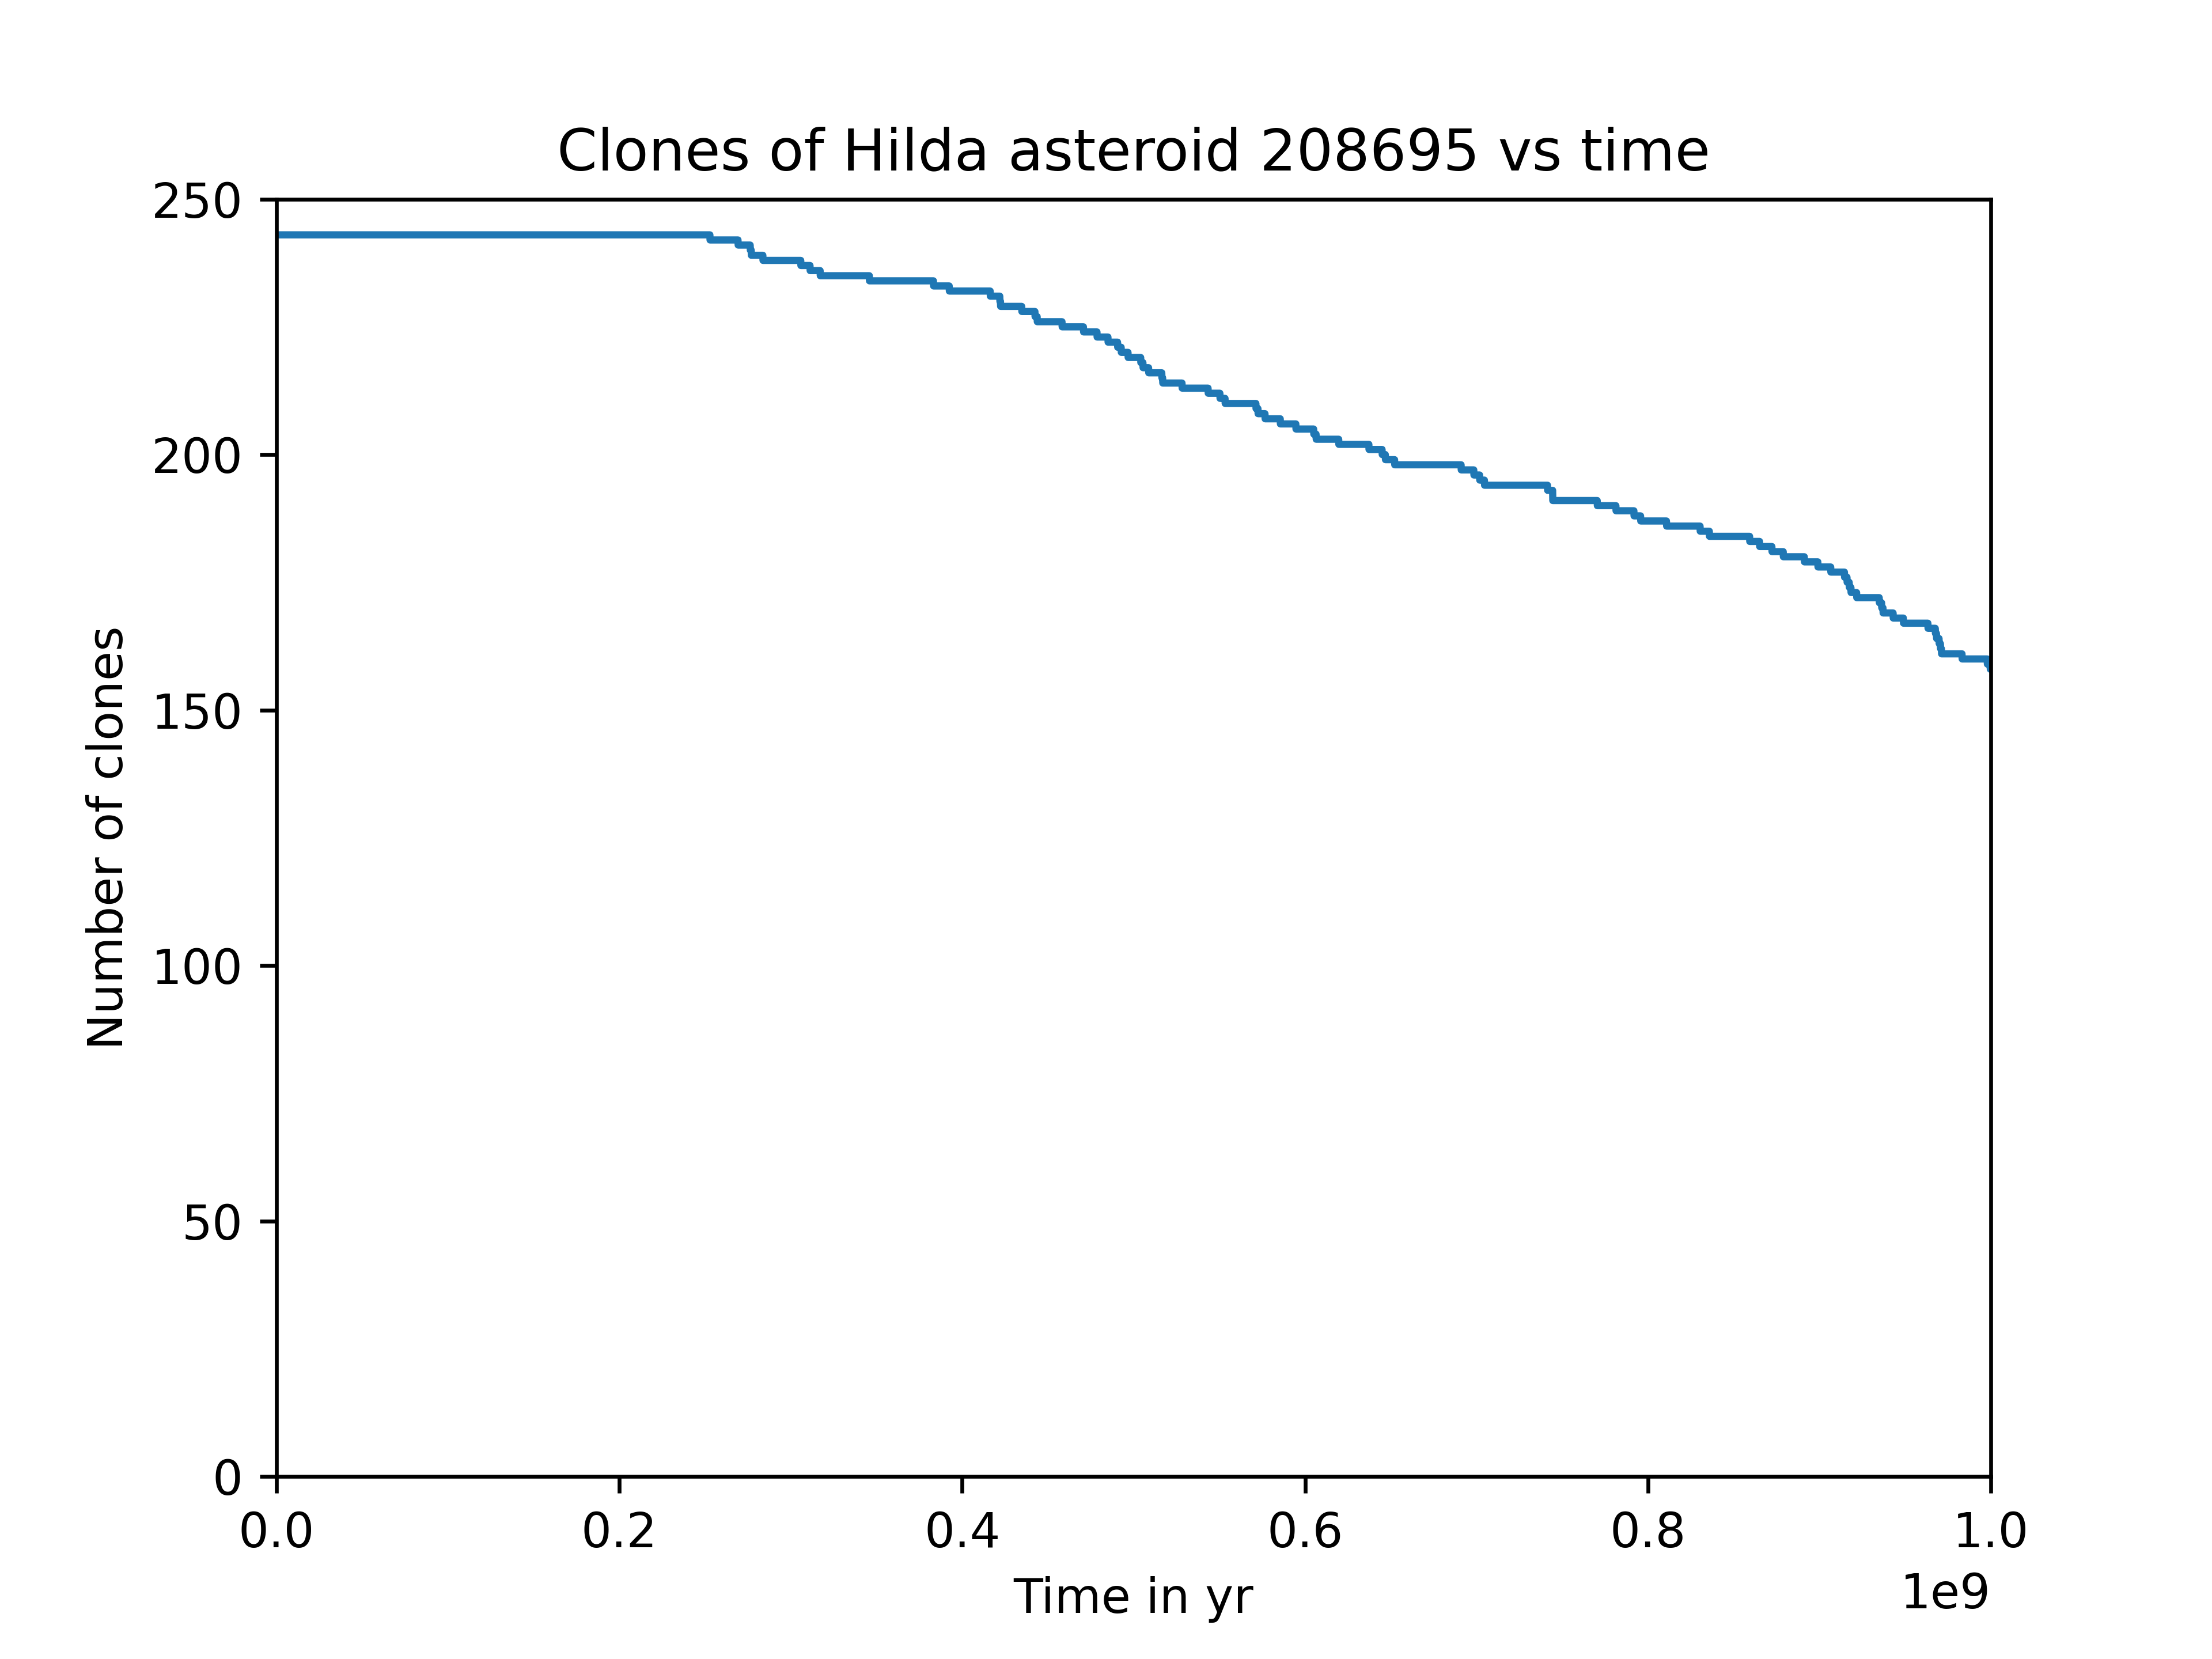 Clones of Hilda asteroid 208695 vs time
250
200
150
100
50
0
Number of clones
0.0 0.2 0.4 0.6 0.8 1.0
Time in yr
1e9